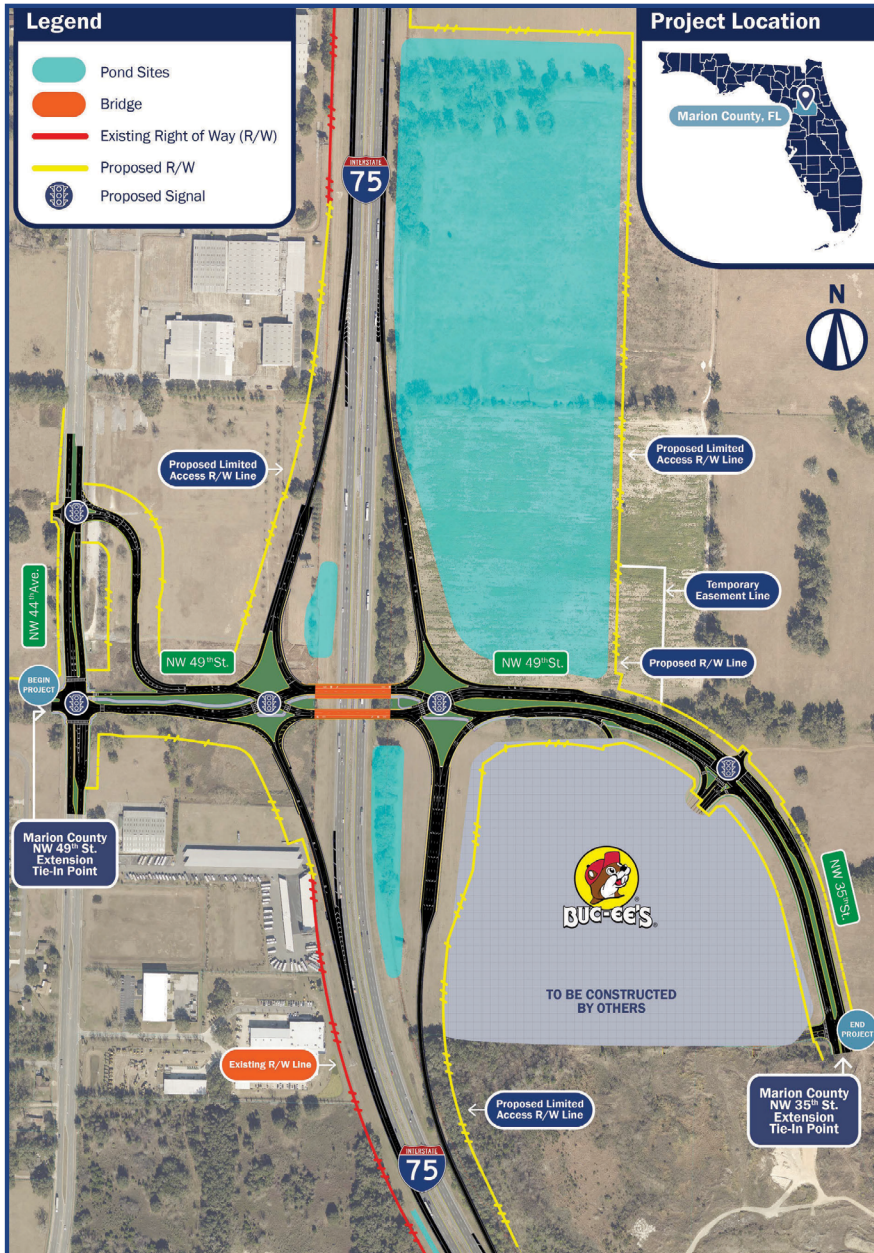 Legend
Pond Sites
Bridge
Existing Right of Way (R/W)
Proposed R/W
Proposed Signal
Project Location
Marion County, FL
N
INTERSTATE
75
Proposed Limited
Access R/W Line
Proposed Limited
Access R/W Line
NW 44th Ave.
Temporary
Easement Line
NW 49th St.
NW 49th St.
Proposed R/W Line
BEGIN
PROJECT
Marion County
NW 49th St.
Extension
Tie-In Point
BUC-EE'S®
NW 35th St.
TO BE CONSTRUCTED
BY OTHERS
END
PROJECT
Existing R/W Line
Proposed Limited
Access R/W Line
Marion County
NW 35th St.
Extension
Tie-In Point
INTERSTATE
75